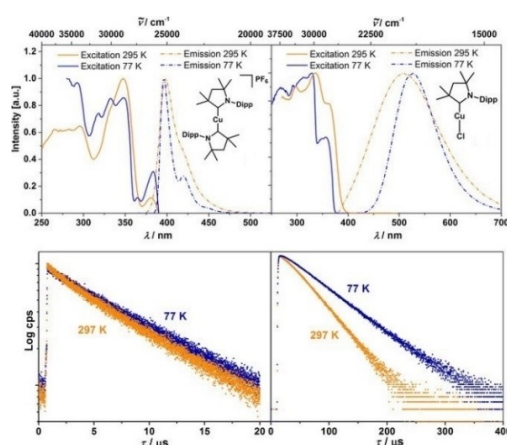 ṽ / cm⁻¹
ṽ / cm⁻¹
40000 35000 30000 25000 20000
37500 30000 22500 15000
Excitation 295 K Emission 295 K
Excitation 77 K Emission 77 K
Excitation 295 K Emission 295 K
Excitation 77 K Emission 77 K
Intensity [a.u.]
1.0
0.8
0.6
0.4
0.2
0.0
PF₆
N
Dipp
Cu
Dipp
N
N
Dipp
Cu
Cl
250 300 350 400 450 500
300 400 500 600 700
λ / nm
λ / nm
Log cps
77 K
297 K
77 K
297 K
0 5 10 15 20
0 100 200 300 400
τ / µs
τ / µs